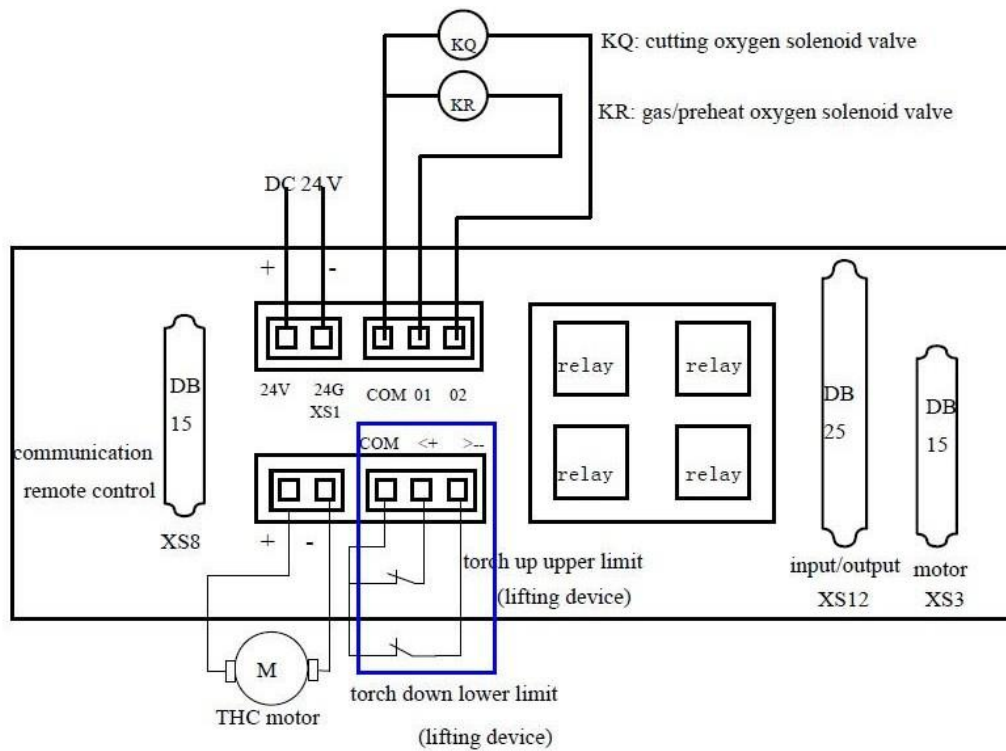 KQ
KQ: cutting oxygen solenoid valve
KR
KR: gas/preheat oxygen solenoid valve
DC 24V
+ -
24V 24G COM 01 02
XS1
DB
15
communication
remote control
XS8
COM <+ >--
+ -
relay relay
relay relay
DB
25
DB
15
torch up upper limit
(lifting device)
input/output
XS12
motor
XS3
M
THC motor
torch down lower limit
(lifting device)